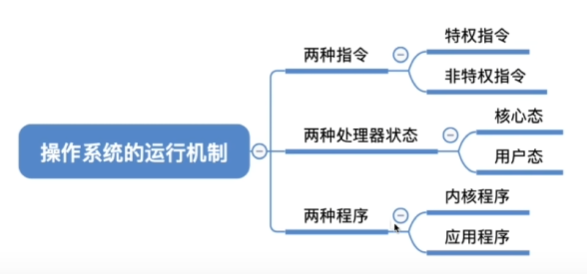 操作系统的运行机制
两种指令
特权指令
非特权指令
两种处理器状态
核心态
用户态
两种程序
内核程序
应用程序